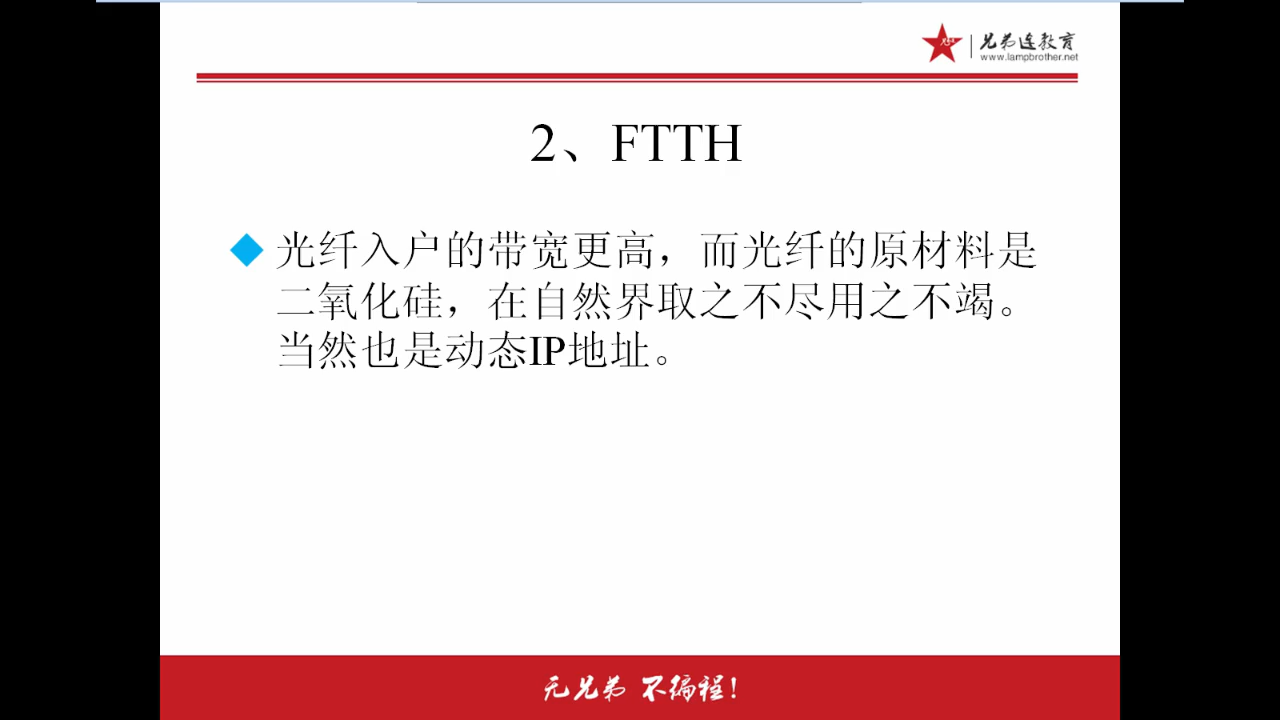 兄弟连教育
www.lampbrother.net
2、FTTH
光纤入户的带宽更高，而光纤的原材料是
二氧化硅，在自然界取之不尽用之不竭。
当然也是动态IP地址。
无兄弟 不编程！